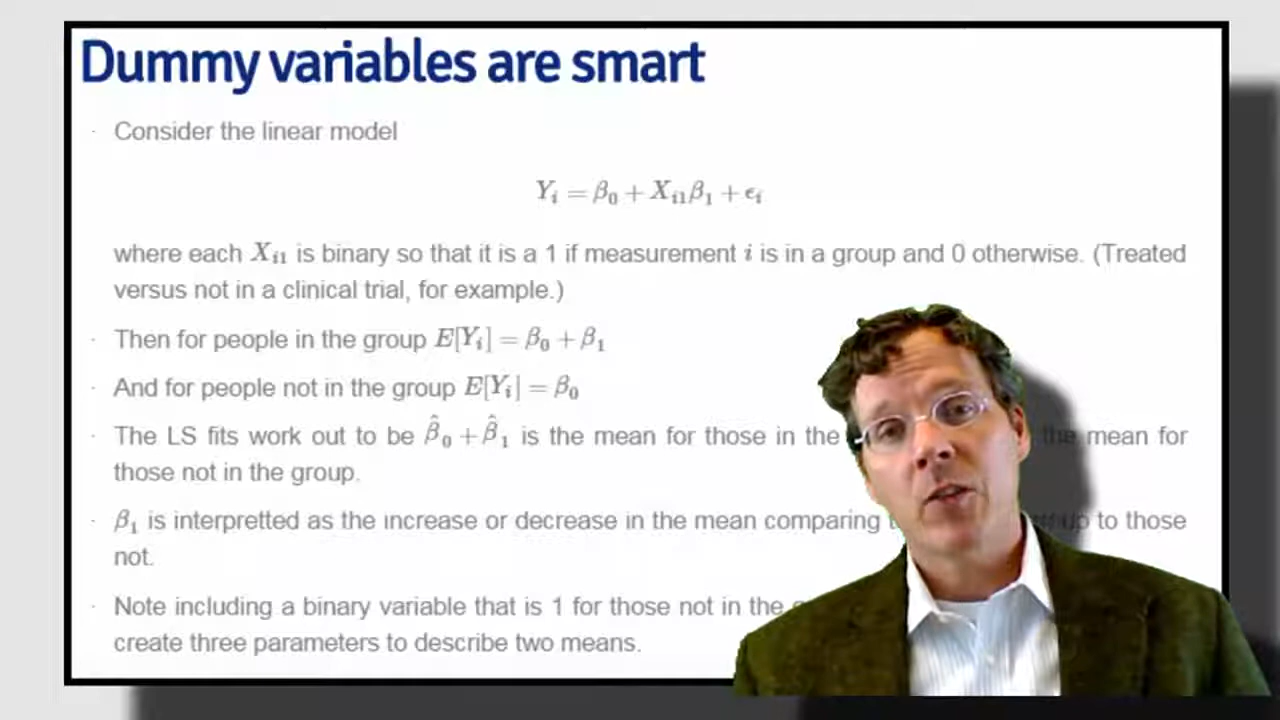 Dummy variables are smart
· Consider the linear model
Yᵢ = β₀ + Xᵢ₁β₁ + ϵᵢ
where each Xᵢ₁ is binary so that it is a 1 if measurement i is in a group and 0 otherwise. (Treated
versus not in a clinical trial, for example.)
· Then for people in the group E[Yᵢ] = β₀ + β₁
· And for people not in the group E[Yᵢ] = β₀
· The LS fits work out to be β̂₀ + β̂₁ is the mean for those in the mean for
those not in the group.
· β₁ is interpretted as the increase or decrease in the mean comparing to those
not.
· Note including a binary variable that is 1 for those not in the
create three parameters to describe two means.